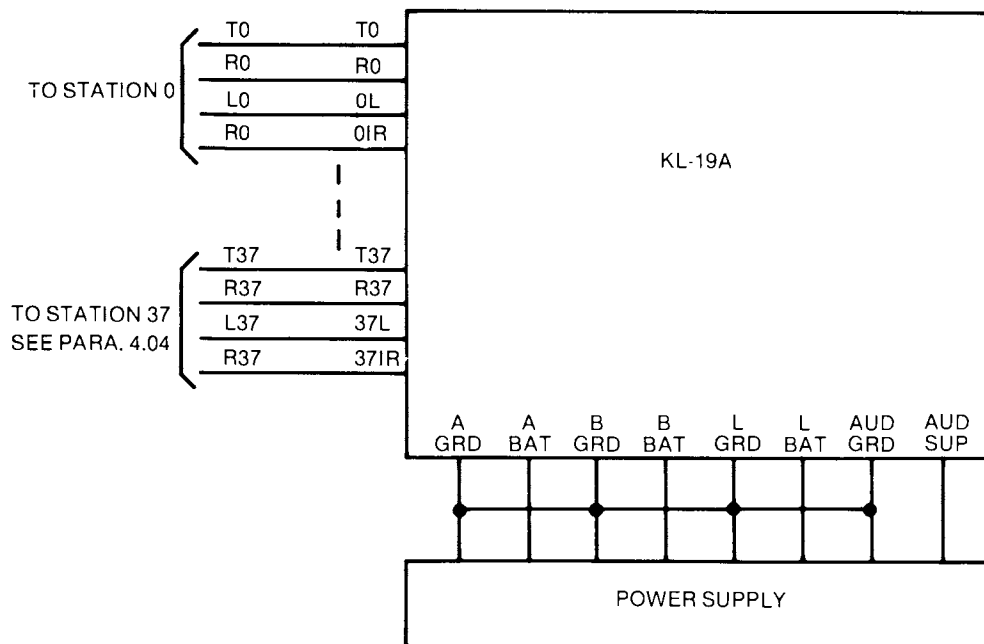 T0 T0
R0 R0
TO STATION 0
L0 0L
R0 0IR
KL-19A
T37 T37
R37 R37
TO STATION 37
SEE PARA. 4.04
L37 37L
R37 37IR
A GRD
A BAT
B GRD
B BAT
L GRD
L BAT
AUD GRD
AUD SUP
POWER SUPPLY